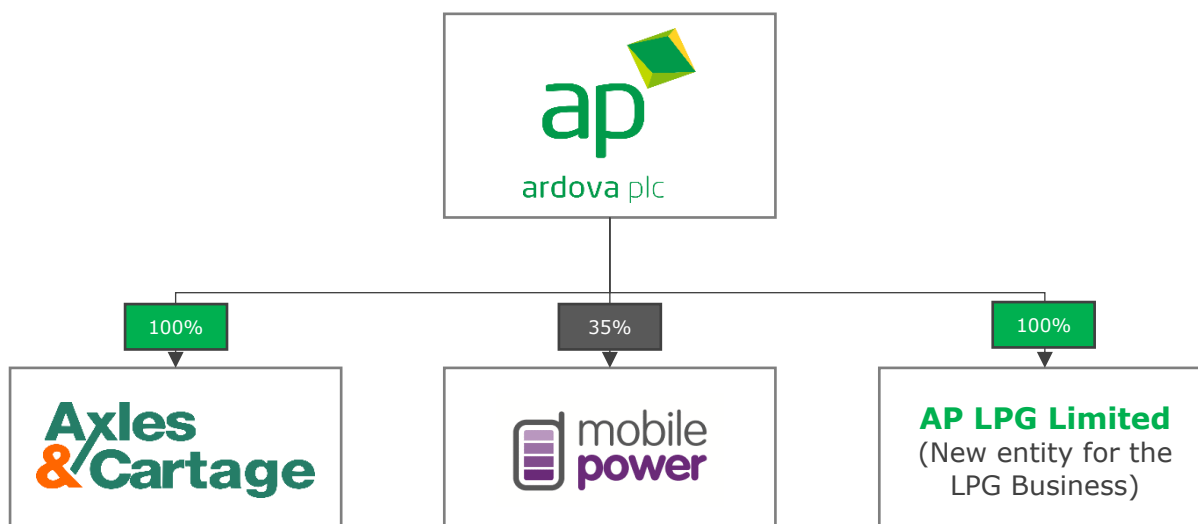 ap
ardova plc
100%
35%
100%
Axles
&Cartage
mobile
power
AP LPG Limited
(New entity for the
LPG Business)